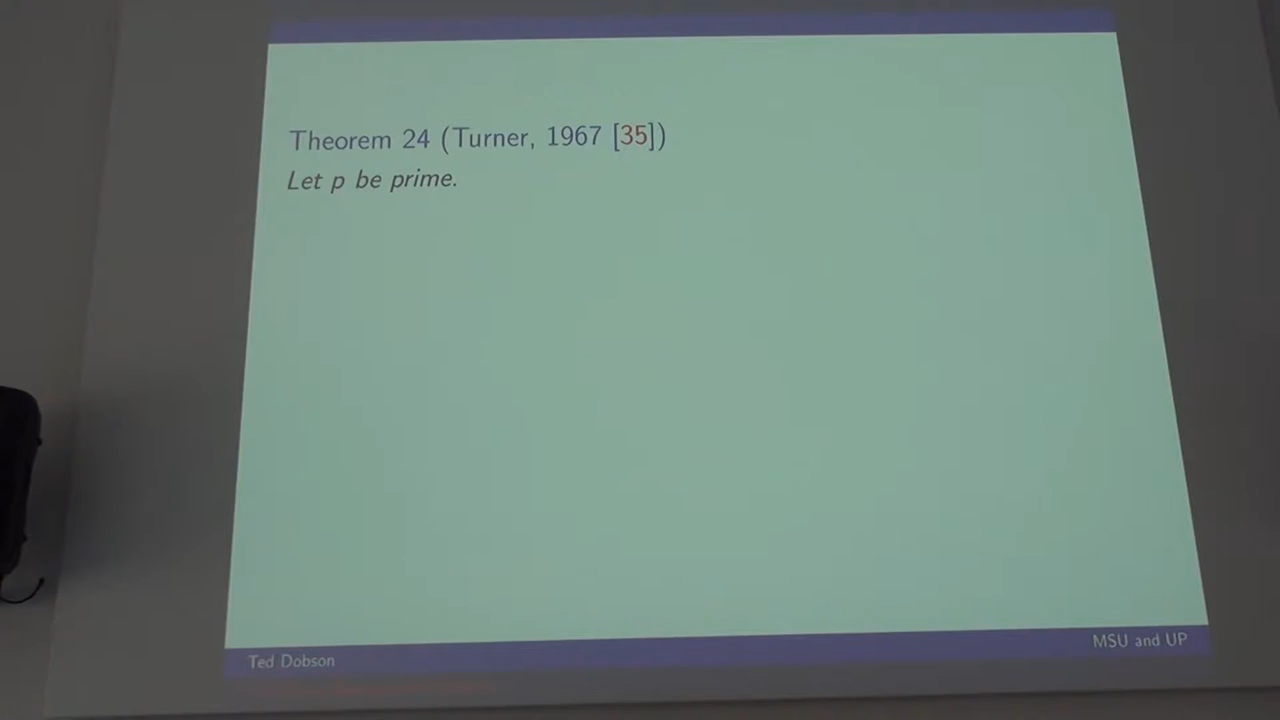 Theorem 24 (Turner, 1967 [35])
Let p be prime.
Ted Dobson
MSU and UP